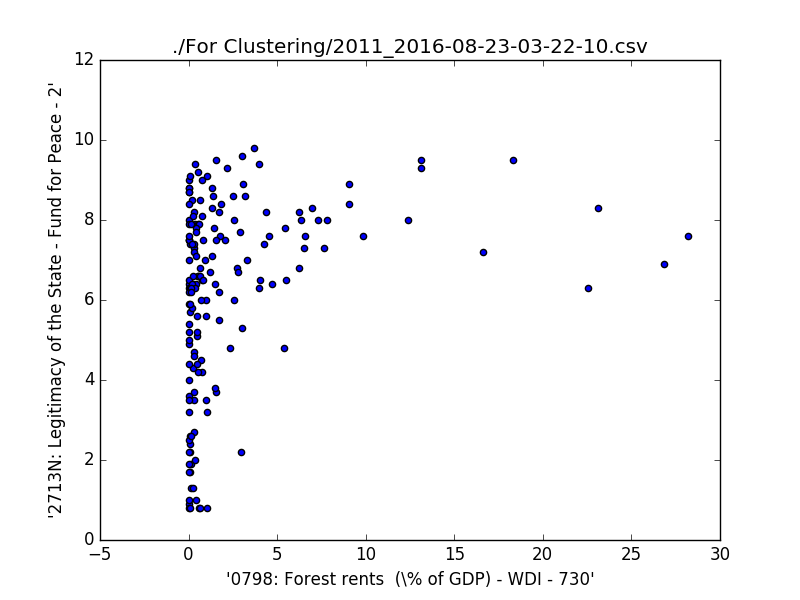 ./For Clustering/2011_2016-08-23-03-22-10.csv
12
10
8
6
4
2
0
'2713N: Legitimacy of the State - Fund for Peace - 2'
−5 0 5 10 15 20 25 30
'0798: Forest rents  (\% of GDP) - WDI - 730'